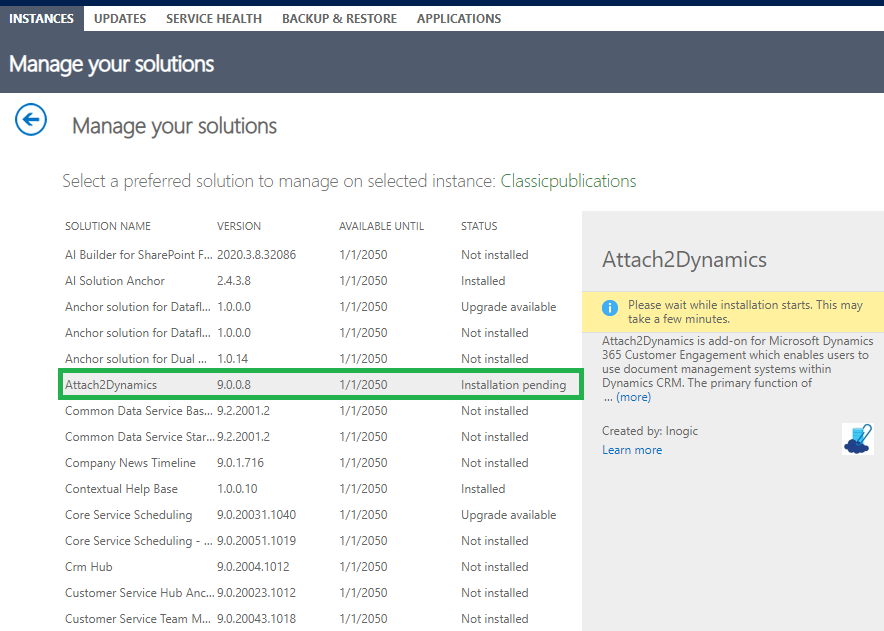 INSTANCES UPDATES SERVICE HEALTH BACKUP & RESTORE APPLICATIONS
Manage your solutions
Manage your solutions
Select a preferred solution to manage on selected instance: Classicpublications
SOLUTION NAME VERSION AVAILABLE UNTIL STATUS
AI Builder for SharePoint F... 2020.3.8.32086 1/1/2050 Not installed
AI Solution Anchor 2.4.3.8 1/1/2050 Installed
Anchor solution for Datafl... 1.0.0.0 1/1/2050 Upgrade available
Anchor solution for Datafl... 1.0.0.0 1/1/2050 Not installed
Anchor solution for Dual ... 1.0.14 1/1/2050 Not installed
Attach2Dynamics 9.0.0.8 1/1/2050 Installation pending
Common Data Service Bas... 9.2.2001.2 1/1/2050 Not installed
Common Data Service Star... 9.2.2001.2 1/1/2050 Not installed
Company News Timeline 9.0.1.716 1/1/2050 Not installed
Contextual Help Base 1.0.0.10 1/1/2050 Installed
Core Service Scheduling 9.0.20031.1040 1/1/2050 Upgrade available
Core Service Scheduling - ... 9.0.20051.1019 1/1/2050 Not installed
Crm Hub 9.0.2004.1012 1/1/2050 Not installed
Customer Service Hub Anc... 9.0.20023.1012 1/1/2050 Not installed
Customer Service Team M... 9.0.20043.1018 1/1/2050 Not installed
Attach2Dynamics
Please wait while installation starts. This may
take a few minutes.
Attach2Dynamics is add-on for Microsoft Dynamics
365 Customer Engagement which enables users to
use document management systems within
Dynamics CRM. The primary function of
... (more)
Created by: Inogic
Learn more